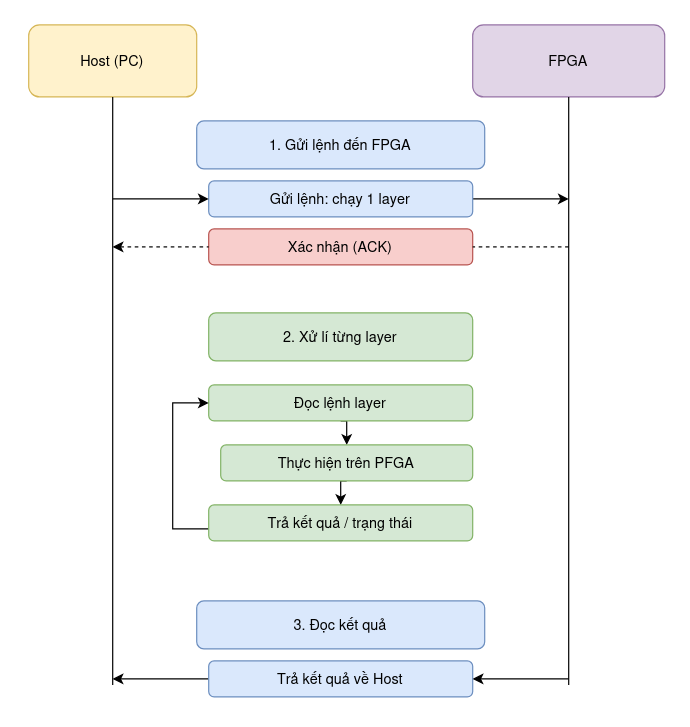 Host (PC)
FPGA
1. Gửi lệnh đến FPGA
Gửi lệnh: chạy 1 layer
Xác nhận (ACK)
2. Xử lí từng layer
Đọc lệnh layer
Thực hiện trên PFGA
Trả kết quả / trạng thái
3. Đọc kết quả
Trả kết quả về Host